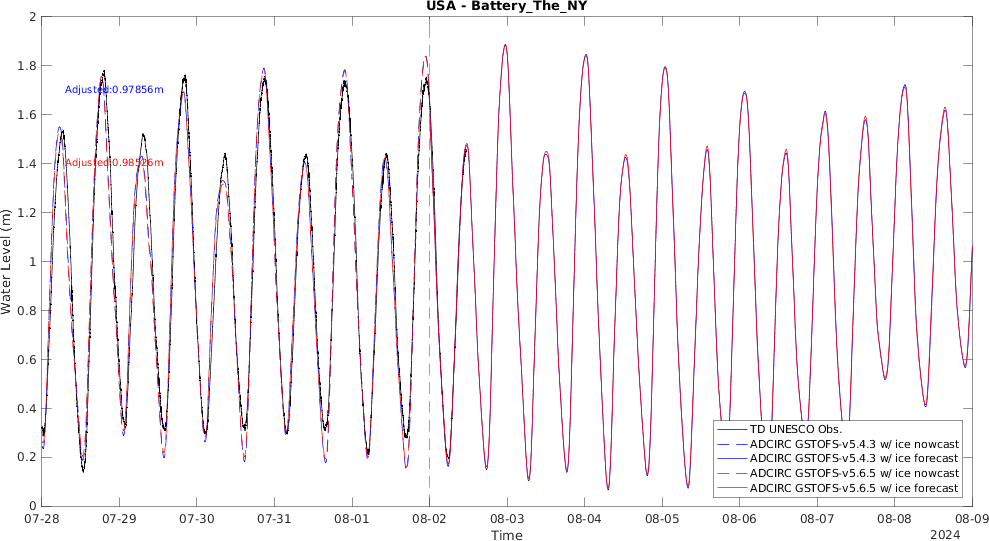 USA - Battery_The_NY
2
1.8
1.6
1.4
1.2
1
0.8
0.6
0.4
0.2
0
Water Level (m)
Adjusted:0.97856m
Adjusted:0.98526m
TD UNESCO Obs.
ADCIRC GSTOFS-v5.4.3 w/ ice nowcast
ADCIRC GSTOFS-v5.4.3 w/ ice forecast
ADCIRC GSTOFS-v5.6.5 w/ ice nowcast
ADCIRC GSTOFS-v5.6.5 w/ ice forecast
07-28 07-29 07-30 07-31 08-01 08-02 08-03 08-04 08-05 08-06 08-07 08-08 08-09
Time
2024